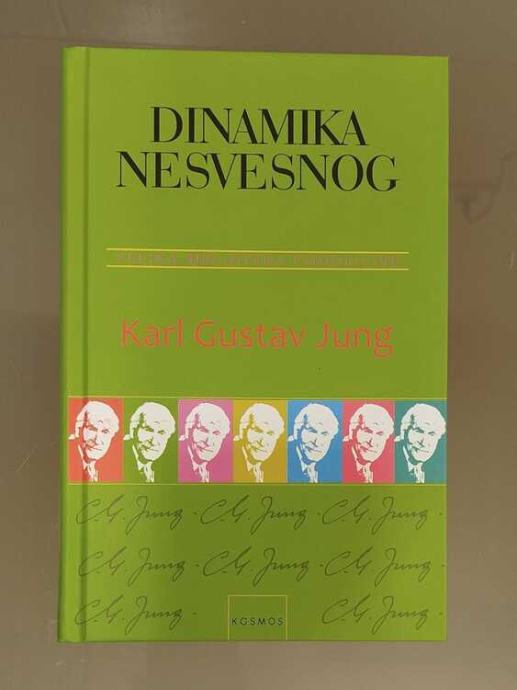 DINAMIKA
NESVESNOG
Karl Gustav Jung
C. G. Jung · C. G. Jung · C. G. Jung ·
C. G. Jung C. G. Jung C. G. Jung
C. G. Jung C. G. Jung
KOSMOS